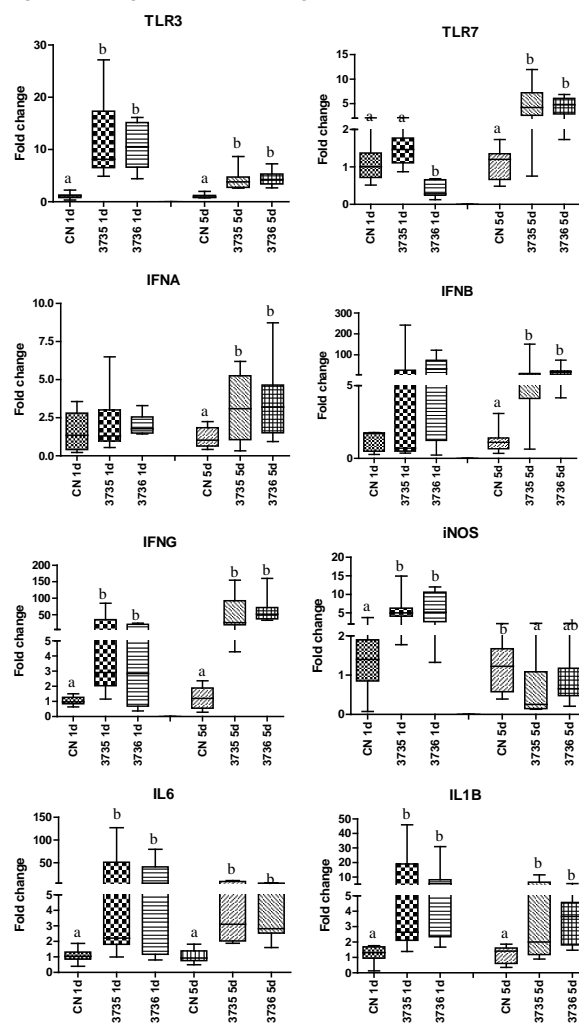 TLR3
Fold change
30
20
10
0
a b b a b b
CN 1d 3735 1d 3736 1d CN 5d 3735 5d 3736 5d
TLR7
Fold change
15
10
5
2
1
0
a a b a b b
CN 1d 3735 1d 3736 1d CN 5d 3735 5d 3736 5d
IFNA
Fold change
10.0
7.5
5.0
2.5
0.0
a b b
CN 1d 3735 1d 3736 1d CN 5d 3735 5d 3736 5d
IFNB
Fold change
300
200
100
5
0
a b b
CN 1d 3735 1d 3736 1d CN 5d 3735 5d 3736 5d
IFNG
Fold change
200
150
100
50
5
4
3
2
1
0
a b b a b b
CN 1d 3735 1d 3736 1d CN 5d 3735 5d 3736 5d
iNOS
Fold change
20
15
10
5
2
1
0
a b b b a ab
CN 1d 3735 1d 3736 1d CN 5d 3735 5d 3736 5d
IL6
Fold change
150
100
50
5
4
3
2
1
0
a b b a b b
CN 1d 3735 1d 3736 1d CN 5d 3735 5d 3736 5d
IL1B
Fold change
50
40
30
20
10
5
4
3
2
1
0
a b b a b b
CN 1d 3735 1d 3736 1d CN 5d 3735 5d 3736 5d